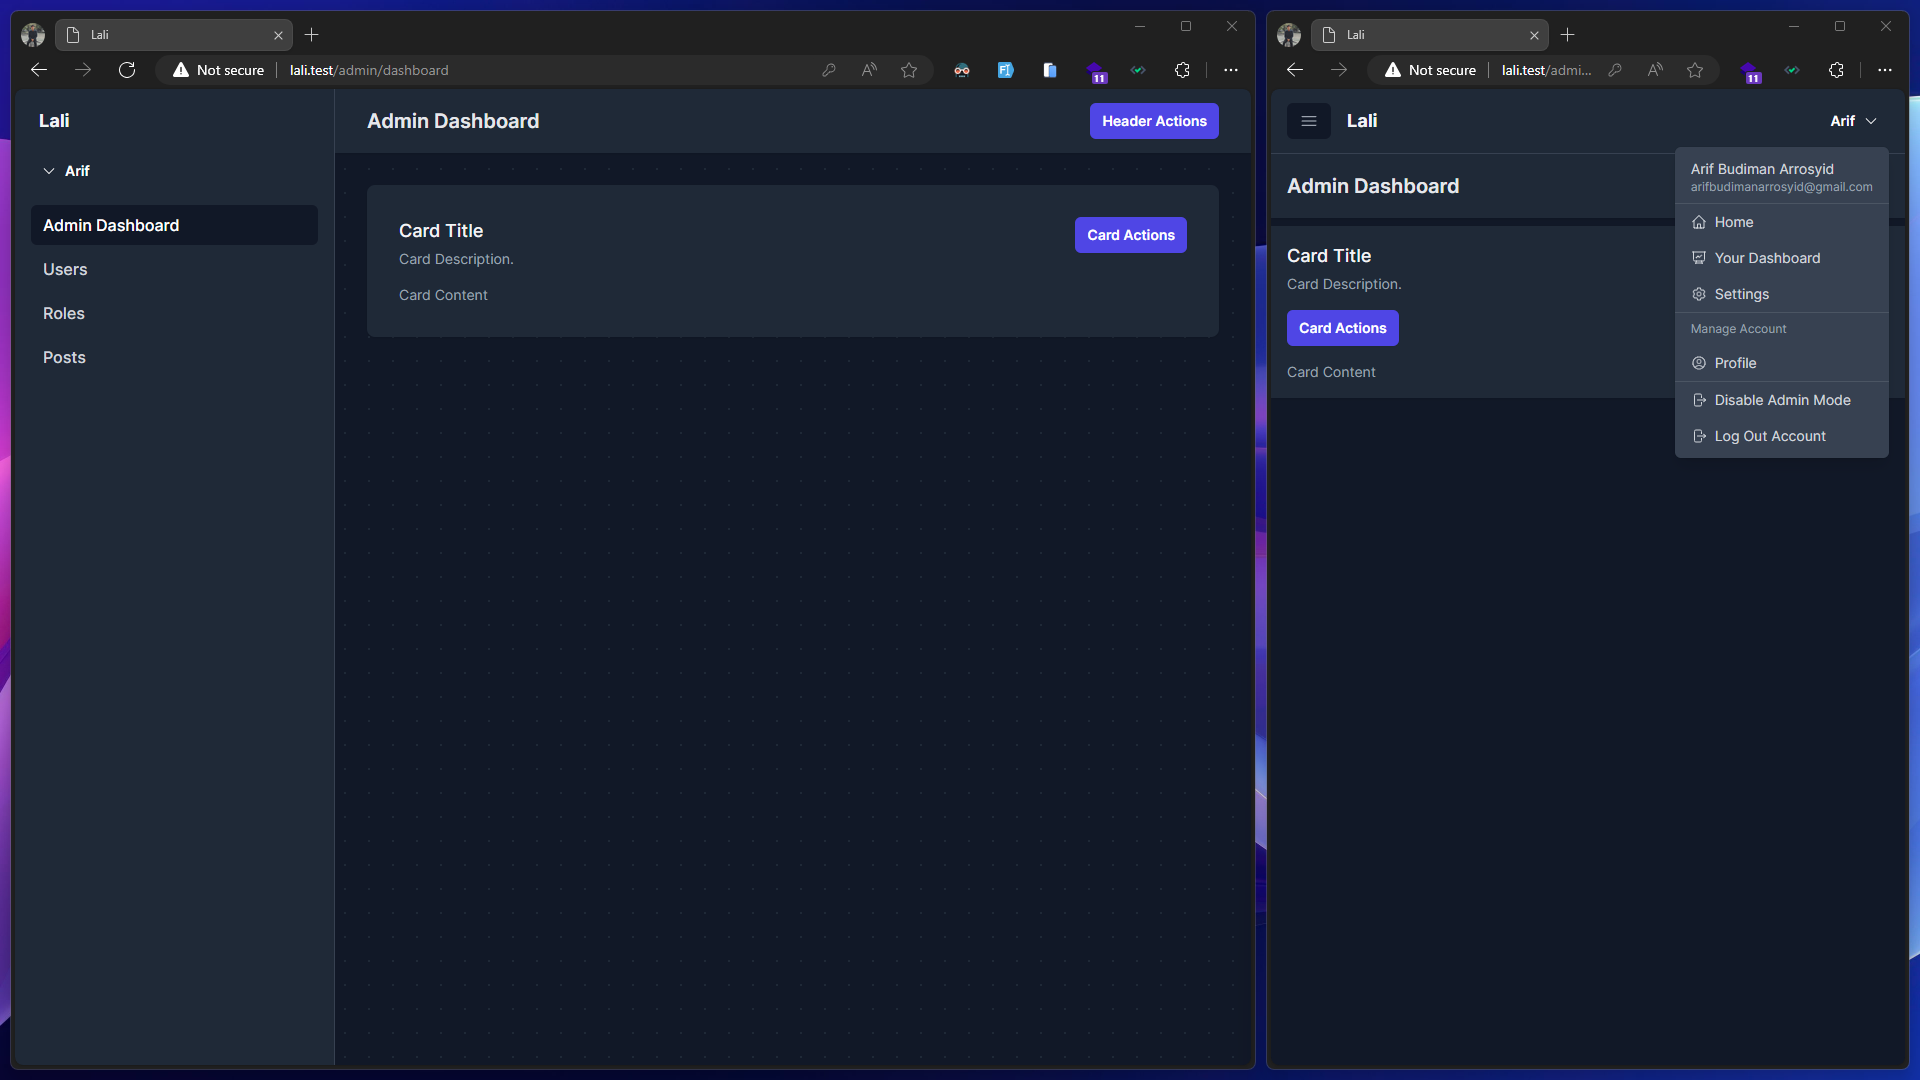 Lali
Not secure
lali.test/admin/dashboard
11
Lali
Arif
Admin Dashboard
Users
Roles
Posts
Admin Dashboard
Header Actions
Card Title
Card Description.
Card Actions
Card Content
Lali
Not secure
lali.test/admi...
11
Lali
Arif
Admin Dashboard
Card Title
Card Description.
Card Actions
Card Content
Arif Budiman Arrosyid
arifbudimanarrosyid@gmail.com
Home
Your Dashboard
Settings
Manage Account
Profile
Disable Admin Mode
Log Out Account